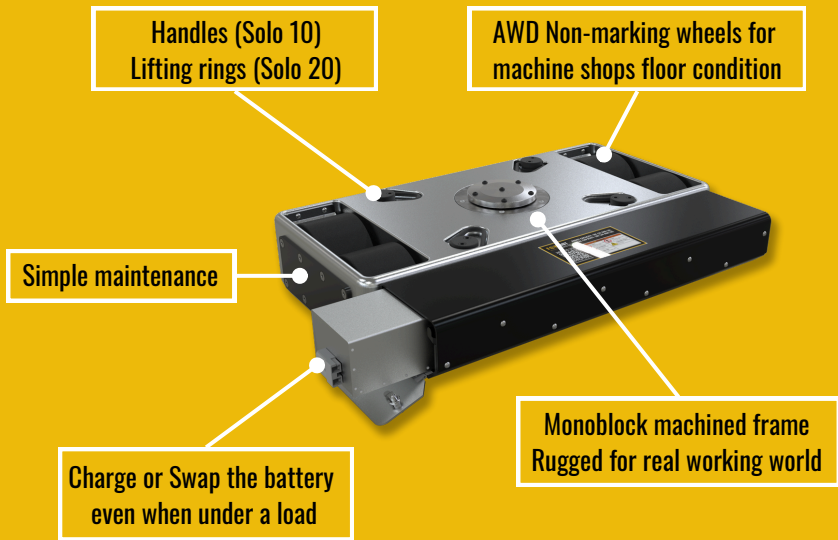 Handles (Solo 10)
Lifting rings (Solo 20)
AWD Non-marking wheels for
machine shops floor condition
Simple maintenance
Monoblock machined frame
Rugged for real working world
Charge or Swap the battery
even when under a load